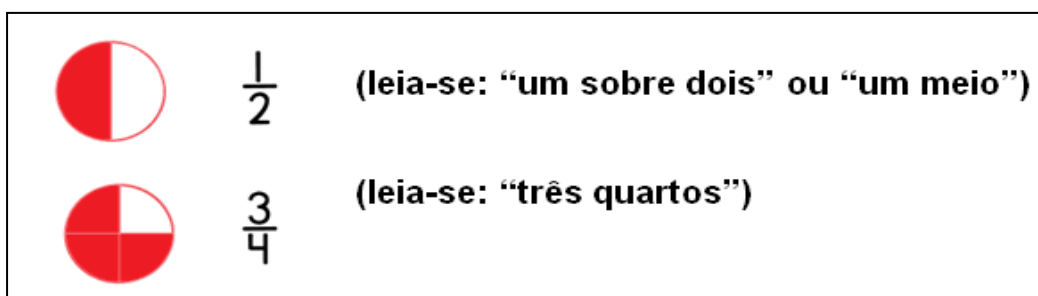 1/2 (leia-se: “um sobre dois” ou “um meio”)
3/4 (leia-se: “três quartos”)